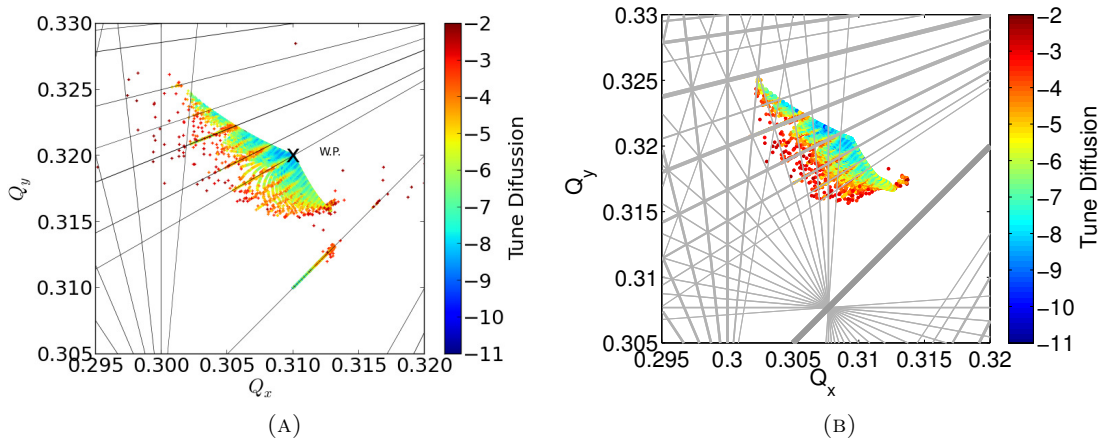 0.330
0.325
0.320
0.315
0.310
0.305
0.295 0.300 0.305 0.310 0.315 0.320
Q_y
Q_x
W.P.
−2
−3
−4
−5
−6
−7
−8
−9
−10
−11
Tune Difussion
(A)
0.33
0.325
0.32
0.315
0.31
0.305
0.295 0.3 0.305 0.31 0.315 0.32
Q_y
Q_x
−2
−3
−4
−5
−6
−7
−8
−9
−10
−11
Tune Difussion
(B)